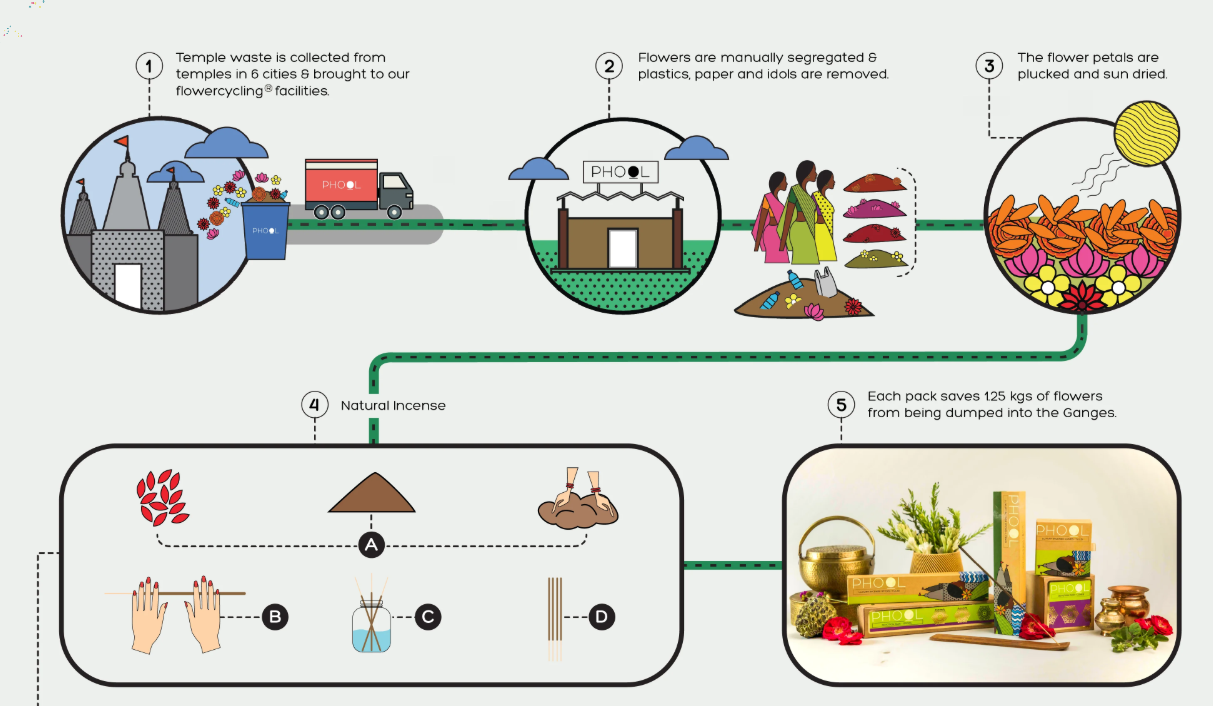 1
Temple waste is collected from
temples in 6 cities & brought to our
flowercycling® facilities.
2
Flowers are manually segregated &
plastics, paper and idols are removed.
3
The flower petals are
plucked and sun dried.
PHOOL
PHOOL
PHOOL
4
Natural Incense
5
Each pack saves 1.25 kgs of flowers
from being dumped into the Ganges.
A
B
C
D
PHOOL
PHOOL
PHOOL
PHOOL